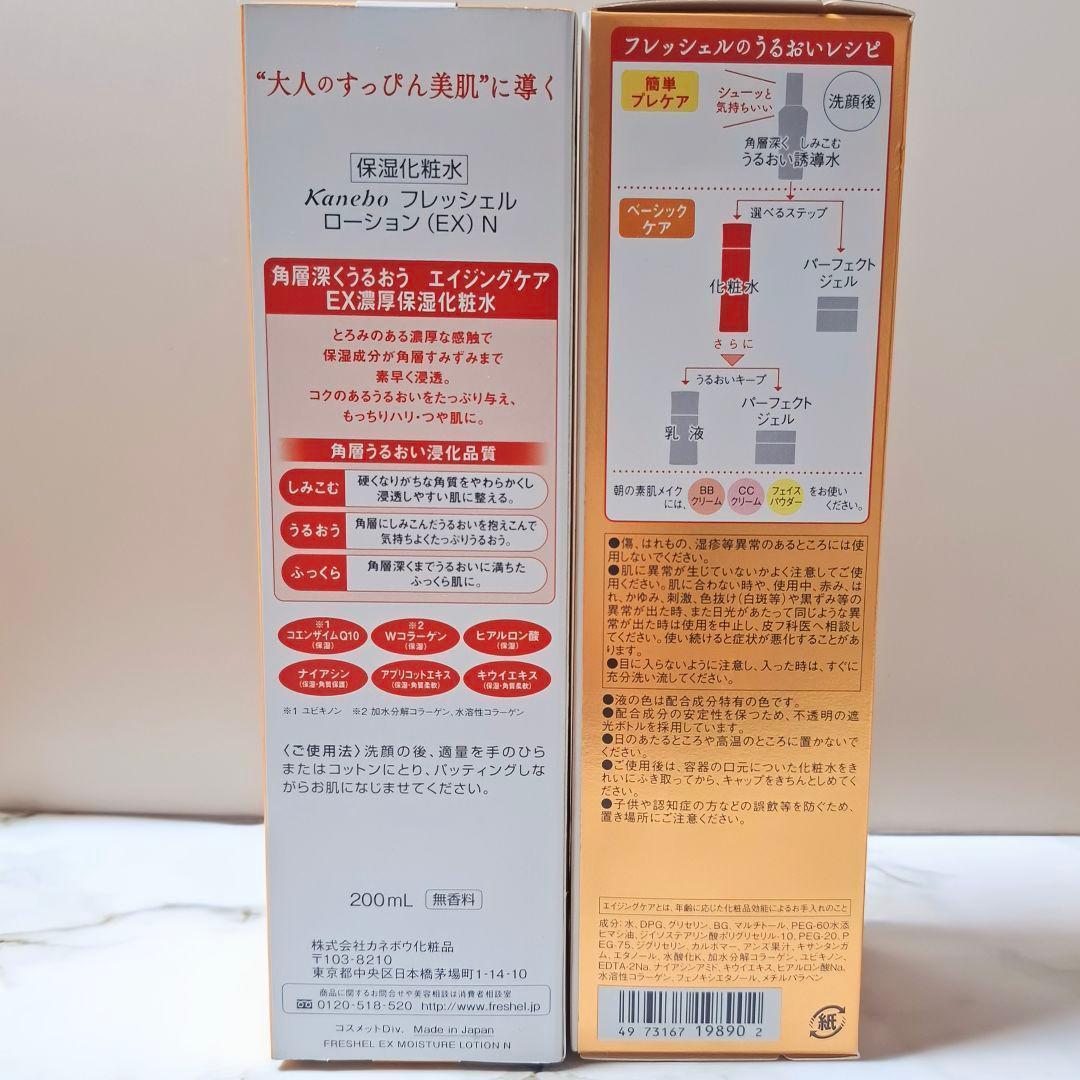 “大人のすっぴん美肌”に導く
保湿化粧水
Kanebo フレッシェル
ローション(EX) N
角層深くうるおう エイジングケア
EX濃厚保湿化粧水
とろみのある濃厚な感触で
保湿成分が角層すみずみまで
素早く浸透。
コクのあるうるおいをたっぷり与え、
もっちりハリ・つや肌に。
角層うるおい浸化品質
しみこむ 硬くなりがちな角質をやわらかくし
浸透しやすい肌に整える。
うるおう 角層にしみこんだうるおいを抱えこんで
気持ちよくたっぷりうるおう。
ふっくら 角層深くまでうるおいに満ちた
ふっくら肌に。
※1 コエンザイムQ10 (保湿)
※2 Wコラーゲン (保湿)
ヒアルロン酸 (保湿)
ナイアシン (保湿・角質保護)
アプリコットエキス (保湿・角質柔軟)
キウイエキス (保湿・角質柔軟)
※1 ユビキノン ※2 加水分解コラーゲン、水溶性コラーゲン
〈ご使用法〉洗顔の後、適量を手のひら
またはコットンにとり、パッティングしな
がらお肌になじませてください。
200mL 無香料
株式会社カネボウ化粧品
〒103-8210
東京都中央区日本橋茅場町1-14-10
商品に関するお問合せや美容相談は消費者相談室
0120-518-520 http://www.freshel.jp
コスメットDiv. Made in Japan
FRESHEL EX MOISTURE LOTION N
フレッシェルのうるおいレシピ
簡単
プレケア
シューッと
気持ちいい
洗顔後
角層深く しみこむ
うるおい誘導水
ベーシック
ケア
選べるステップ
化粧水
パーフェクト
ジェル
さらに
うるおいキープ
乳液
パーフェクト
ジェル
朝の素肌メイク
には、
BB
クリーム
CC
クリーム
フェイス
パウダー
をお使い
ください。
●傷、はれもの、湿疹等異常のあるところには使
用しないでください。
●肌に異常が生じていないかよく注意してご使
用ください。肌に合わない時や、使用中、赤み、は
れ、かゆみ、刺激、色抜け(白斑等)や黒ずみ等の
異常が出た時、また日光があたって同じような異
常が出た時は使用を中止し、皮フ科医へ相談し
てください。使い続けると症状が悪化することがあ
ります。
●目に入らないように注意し、入った時は、すぐに
充分洗い流してください。
●液の色は配合成分特有の色です。
●配合成分の安定性を保つため、不透明の遮
光ボトルを採用しています。
●日のあたるところや高温のところに置かないで
ください。
●ご使用後は、容器の口元についた化粧水をき
れいにふき取ってから、キャップをきちんとしめてく
ださい。
●子供や認知症の方などの誤飲等を防ぐため、
置き場所にご注意ください。
エイジングケアとは、年齢に応じた化粧品効能によるお手入れのこと
成分：水、DPG、グリセリン、BG、マルチトール、PEG-60水添
ヒマシ油、ジイソステアリン酸ポリグリセリル-10、PEG-20、P
EG-75、ジグリセリン、カルボマー、アンズ果汁、キサンタンガ
ム、エタノール、水酸化K、加水分解コラーゲン、ユビキノン、
EDTA-2Na、ナイアシンアミド、キウイエキス、ヒアルロン酸Na、
水溶性コラーゲン、フェノキシエタノール、メチルパラベン
4973167 198902
紙